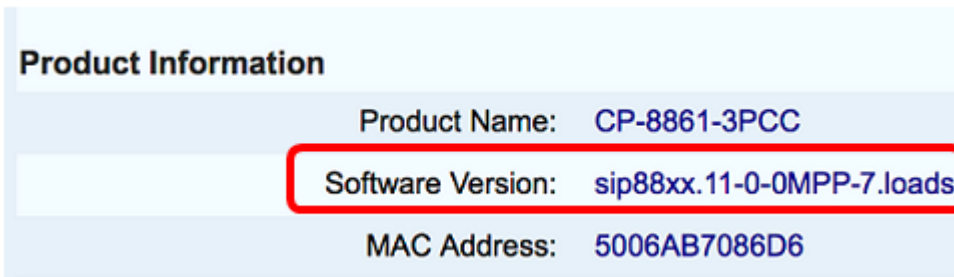 Product Information
Product Name: CP-8861-3PCC
Software Version: sip88xx.11-0-0MPP-7.loads
MAC Address: 5006AB7086D6